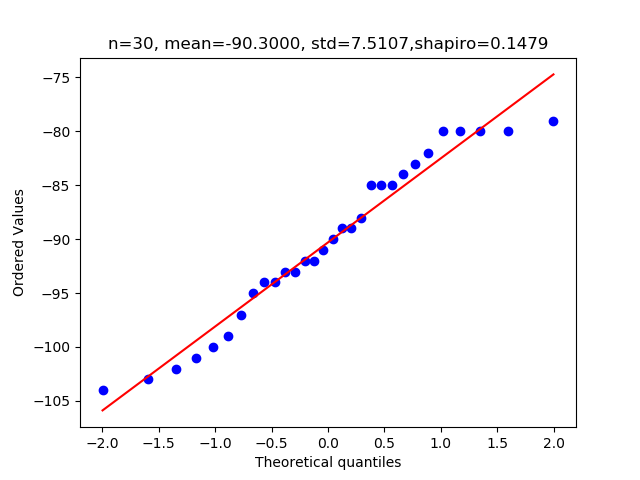 n=30, mean=-90.3000, std=7.5107,shapiro=0.1479
−75
−80
−85
−90
−95
−100
−105
Ordered Values
−2.0 −1.5 −1.0 −0.5 0.0 0.5 1.0 1.5 2.0
Theoretical quantiles